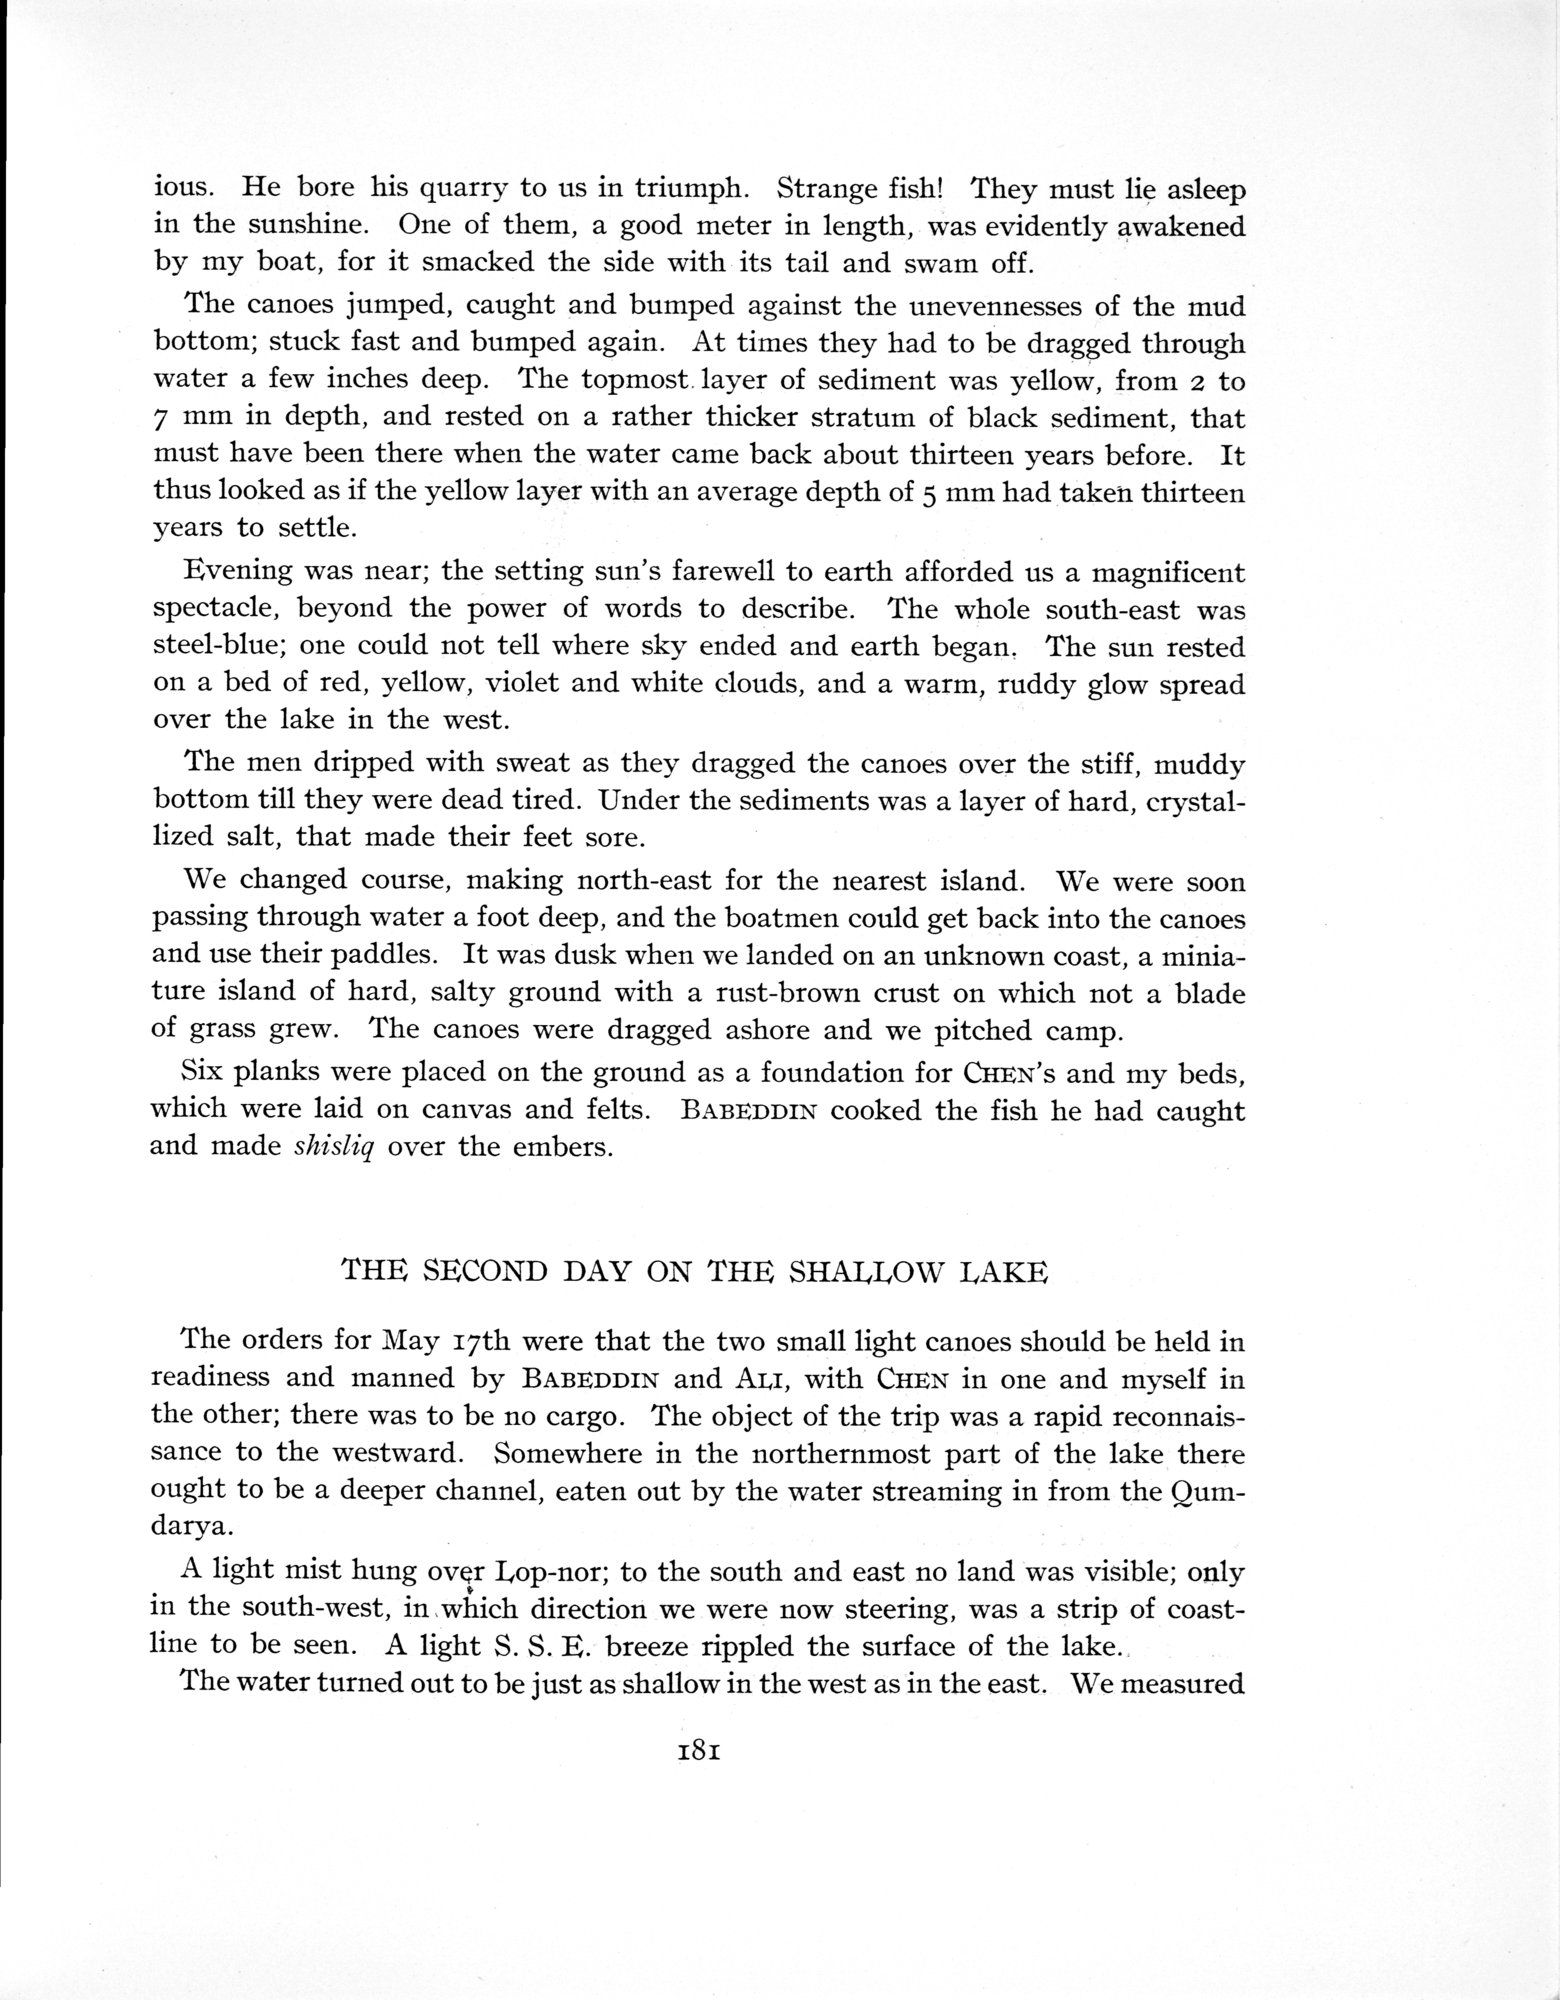 ious. He bore his quarry to us in triumph. Strange fish! They must lie asleep
in the sunshine. One of them, a good meter in length, was evidently awakened
by my boat, for it smacked the side with its tail and swam off.
The canoes jumped, caught and bumped against the unevennesses of the mud
bottom; stuck fast and bumped again. At times they had to be dragged through
water a few inches deep. The topmost layer of sediment was yellow, from 2 to
7 mm in depth, and rested on a rather thicker stratum of black sediment, that
must have been there when the water came back about thirteen years before. It
thus looked as if the yellow layer with an average depth of 5 mm had taken thirteen
years to settle.
Evening was near; the setting sun's farewell to earth afforded us a magnificent
spectacle, beyond the power of words to describe. The whole south-east was
steel-blue; one could not tell where sky ended and earth began. The sun rested
on a bed of red, yellow, violet and white clouds, and a warm, ruddy glow spread
over the lake in the west.
The men dripped with sweat as they dragged the canoes over the stiff, muddy
bottom till they were dead tired. Under the sediments was a layer of hard, crystal-
lized salt, that made their feet sore.
We changed course, making north-east for the nearest island. We were soon
passing through water a foot deep, and the boatmen could get back into the canoes
and use their paddles. It was dusk when we landed on an unknown coast, a minia-
ture island of hard, salty ground with a rust-brown crust on which not a blade
of grass grew. The canoes were dragged ashore and we pitched camp.
Six planks were placed on the ground as a foundation for CHEN's and my beds,
which were laid on canvas and felts. BABEDDIN cooked the fish he had caught
and made shisliq over the embers.
THE SECOND DAY ON THE SHALLOW LAKE
The orders for May 17th were that the two small light canoes should be held in
readiness and manned by BABEDDIN and ALI, with CHEN in one and myself in
the other; there was to be no cargo. The object of the trip was a rapid reconnais-
sance to the westward. Somewhere in the northernmost part of the lake there
ought to be a deeper channel, eaten out by the water streaming in from the Qum-
darya.
A light mist hung over Lop-nor; to the south and east no land was visible; only
in the south-west, in which direction we were now steering, was a strip of coast-
line to be seen. A light S. S. E. breeze rippled the surface of the lake.
The water turned out to be just as shallow in the west as in the east. We measured
181